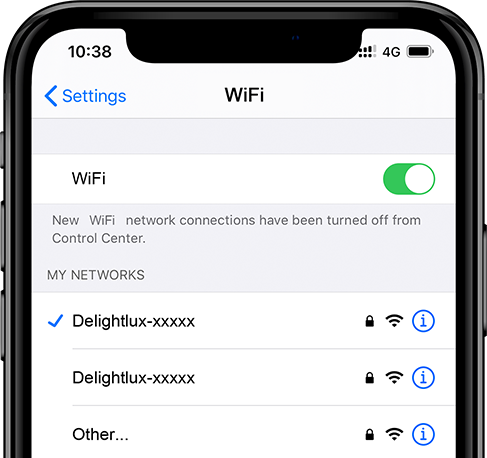 10:38 4G
Settings WiFi
WiFi
New WiFi network connections have been turned off from
Control Center.
MY NETWORKS
Delightlux-xxxxx
Delightlux-xxxxx
Other...